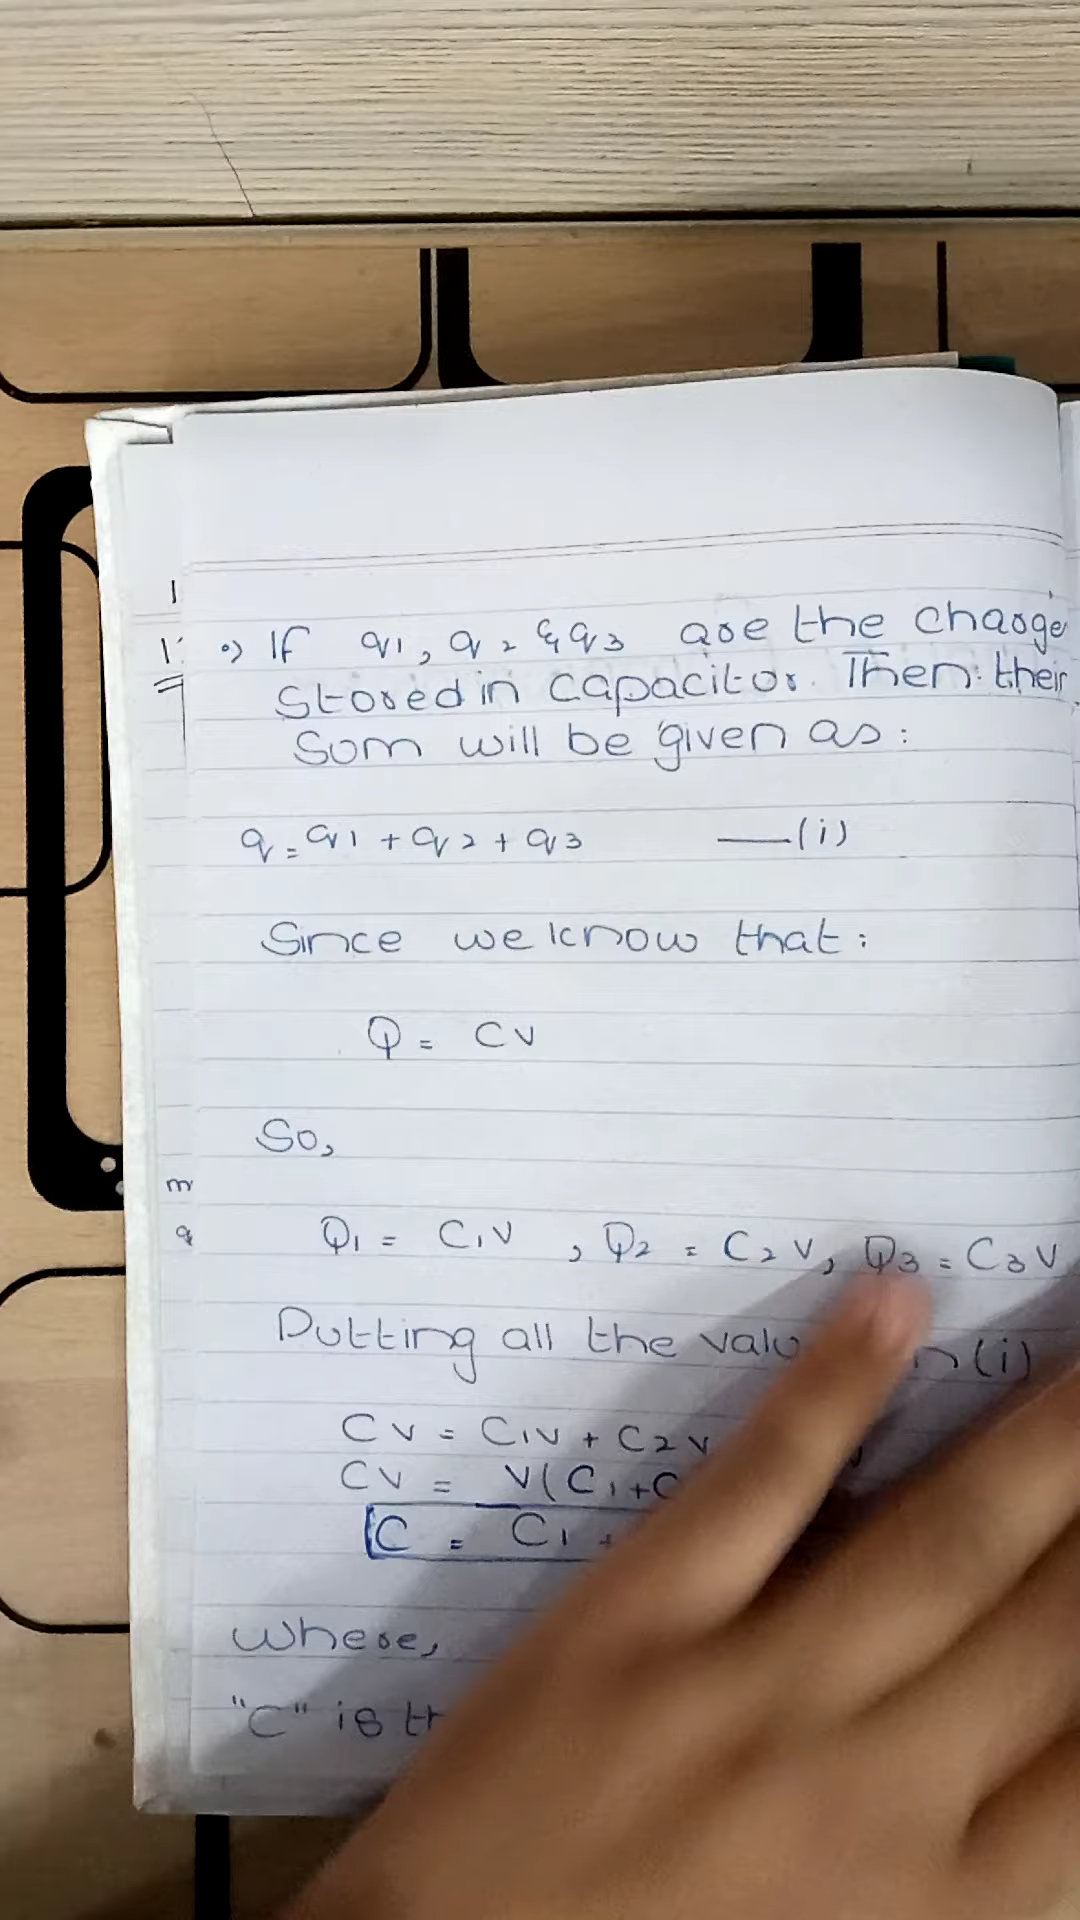 •) If q1, q2 & q3 are the charge
stored in capacitor. Then their
Sum will be given as:
q = q1 + q2 + q3 —(i)
Since we know that:
Q = CV
So,
m
q
Q1 = C1V , Q2 = C2V, Q3 = C3V
Putting all the (i)
CV = C1V + C2V
CV = V(C1+C
C = C1 +
where,
"C" is